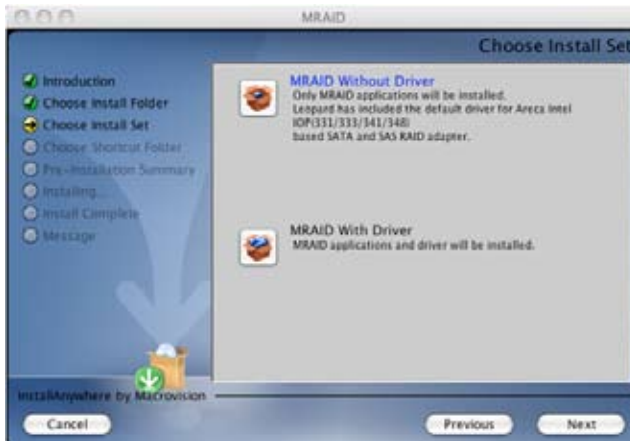 MRAID
Choose Install Set
Introduction
Choose Install Folder
Choose Install Set
Choose Shortcut Folder
Pre-Installation Summary
Installing...
Install Complete
Message
MRAID Without Driver
Only MRAID applications will be installed.
Leopard has included the default driver for Areca Intel
IOP(331/333/341/348)
based SATA and SAS RAID adapter.
MRAID With Driver
MRAID applications and driver will be installed.
InstallAnywhere by Macrovision
Cancel
Previous
Next